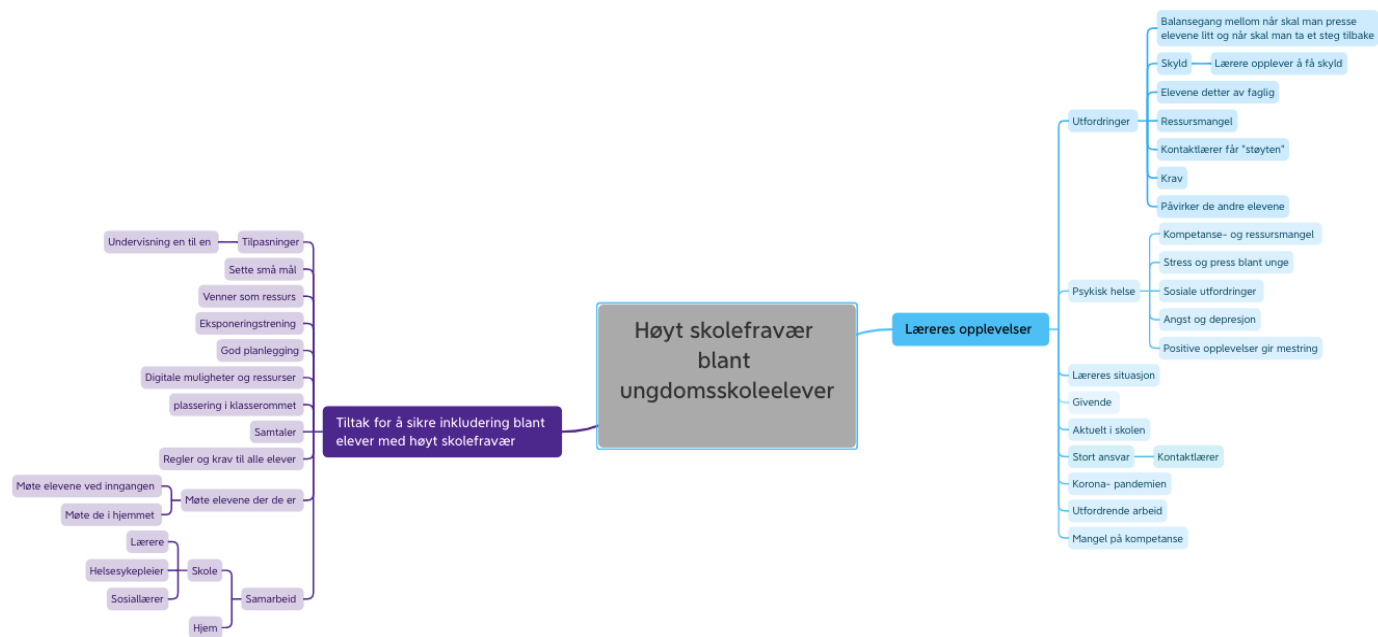 Høyt skolefravær
blant
ungdomsskoleelever
Læreres opplevelser
Utfordringer
Balansegang mellom når skal man presse
elevene litt og når skal man ta et steg tilbake
Skyld
Lærere opplever å få skyld
Elevene detter av faglig
Ressursmangel
Kontaktlærer får "støyten"
Krav
Påvirker de andre elevene
Psykisk helse
Kompetanse- og ressursmangel
Stress og press blant unge
Sosiale utfordringer
Angst og depresjon
Positive opplevelser gir mestring
Læreres situasjon
Givende
Aktuelt i skolen
Stort ansvar
Kontaktlærer
Korona- pandemien
Utfordrende arbeid
Mangel på kompetanse
Tiltak for å sikre inkludering blant
elever med høyt skolefravær
Tilpasninger
Undervisning en til en
Sette små mål
Venner som ressurs
Eksponeringstrening
God planlegging
Digitale muligheter og ressurser
plassering i klasserommet
Samtaler
Regler og krav til alle elever
Møte elevene der de er
Møte elevene ved inngangen
Møte de i hjemmet
Samarbeid
Skole
Lærere
Helsesykepleier
Sosiallærer
Hjem